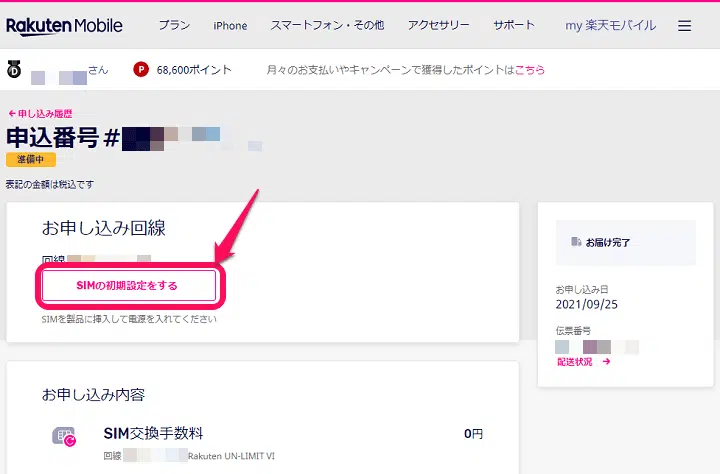 Rakuten Mobile プラン iPhone スマートフォン・その他 アクセサリー サポート my 楽天モバイル
さん P 68,600ポイント 月々のお支払いやキャンペーンで獲得したポイントはこちら
←申し込み履歴
申込番号#
準備中
表記の金額は税込です
お申し込み回線
回線
SIMの初期設定をする
SIMを製品に挿入して電源を入れてください
お届け完了
お申し込み日
2021/09/25
伝票番号
配送状況 →
お申し込み内容
SIM交換手数料 0円
回線 Rakuten UN-LIMIT VI